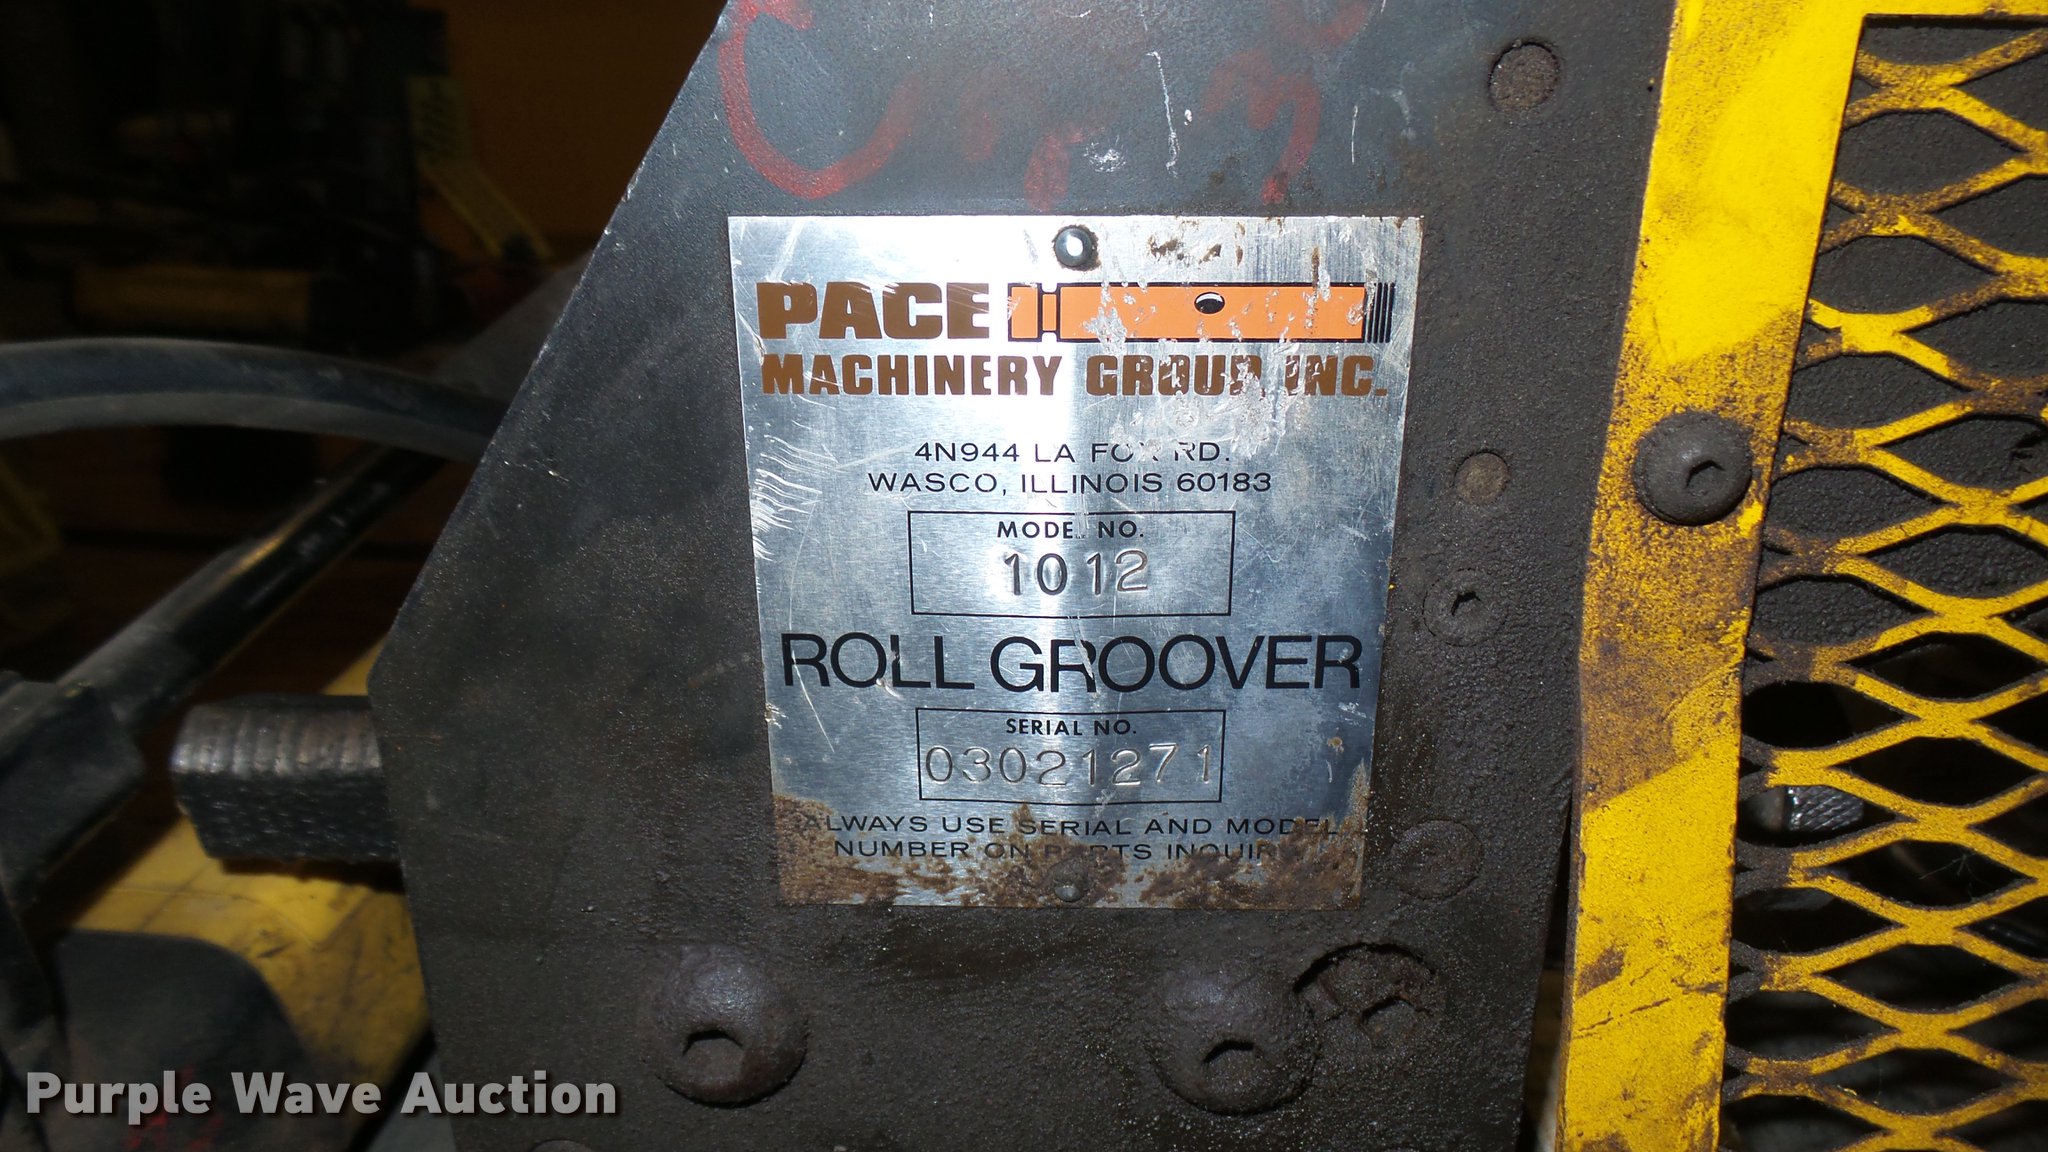 PACE
MACHINERY GROUP, INC.
4N944 LA FOX RD.
WASCO, ILLINOIS 60183
MODEL NO.
1012
ROLL GROOVER
SERIAL NO.
03021271
ALWAYS USE SERIAL AND MODEL
NUMBER ON PARTS INQUIRY
Purple Wave Auction